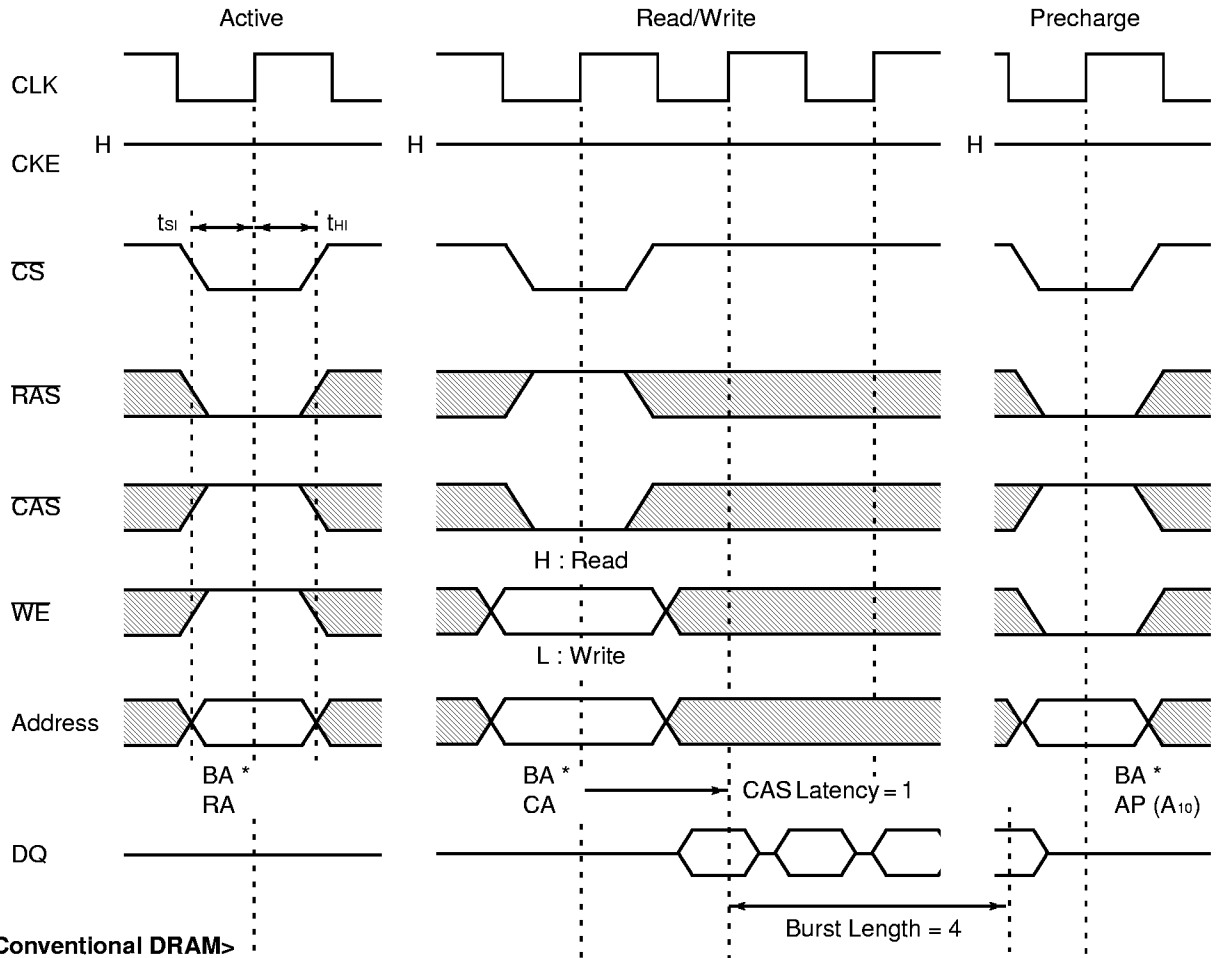 Active Read/Write Precharge
CLK
H H H
CKE
tSI tHI
CS
RAS
CAS
H : Read
WE
L : Write
Address
BA * BA * CAS Latency = 1 BA *
RA CA AP (A10)
DQ
Burst Length = 4
Conventional DRAM>